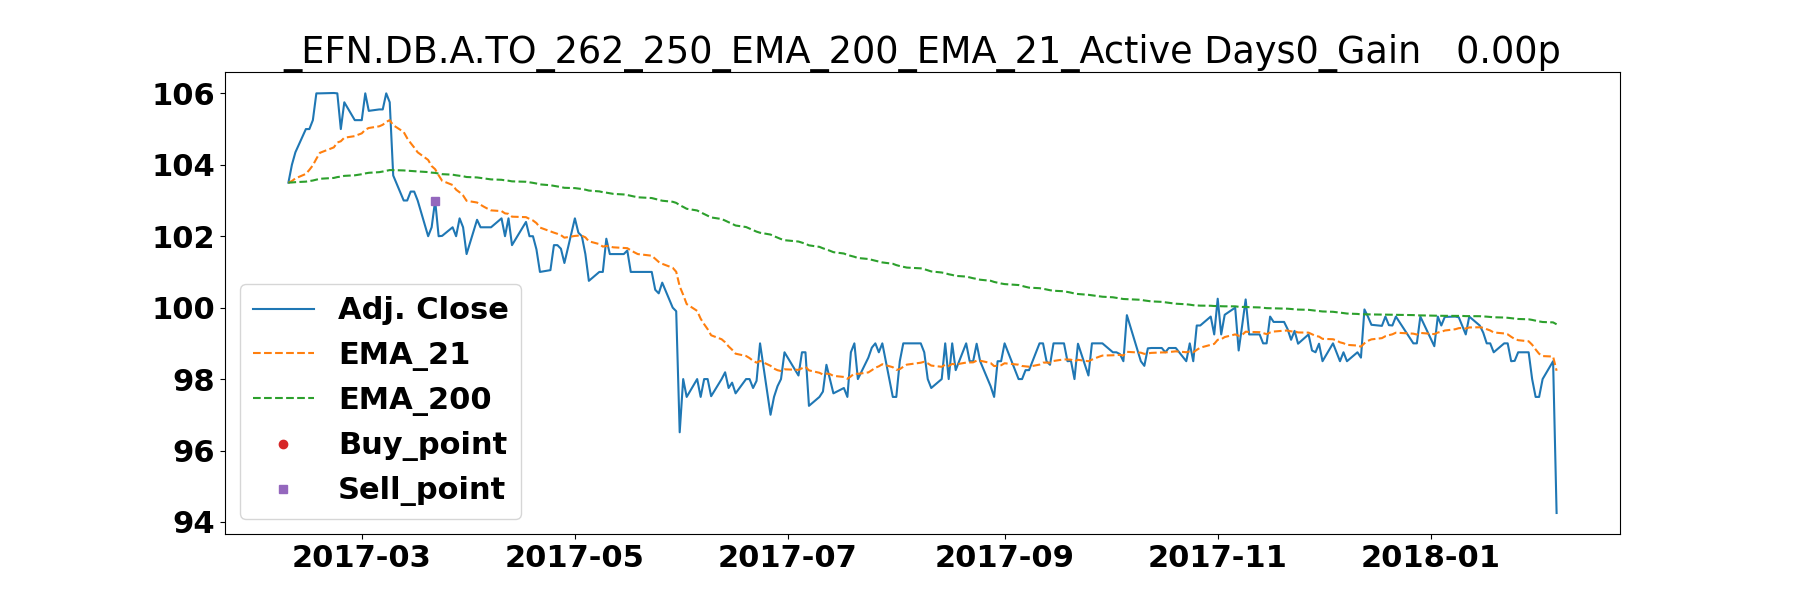 _EFN.DB.A.TO_262_250_EMA_200_EMA_21_Active Days0_Gain   0.00p
106
104
102
100
98
96
94
Adj. Close
EMA_21
EMA_200
Buy_point
Sell_point
2017-03 2017-05 2017-07 2017-09 2017-11 2018-01